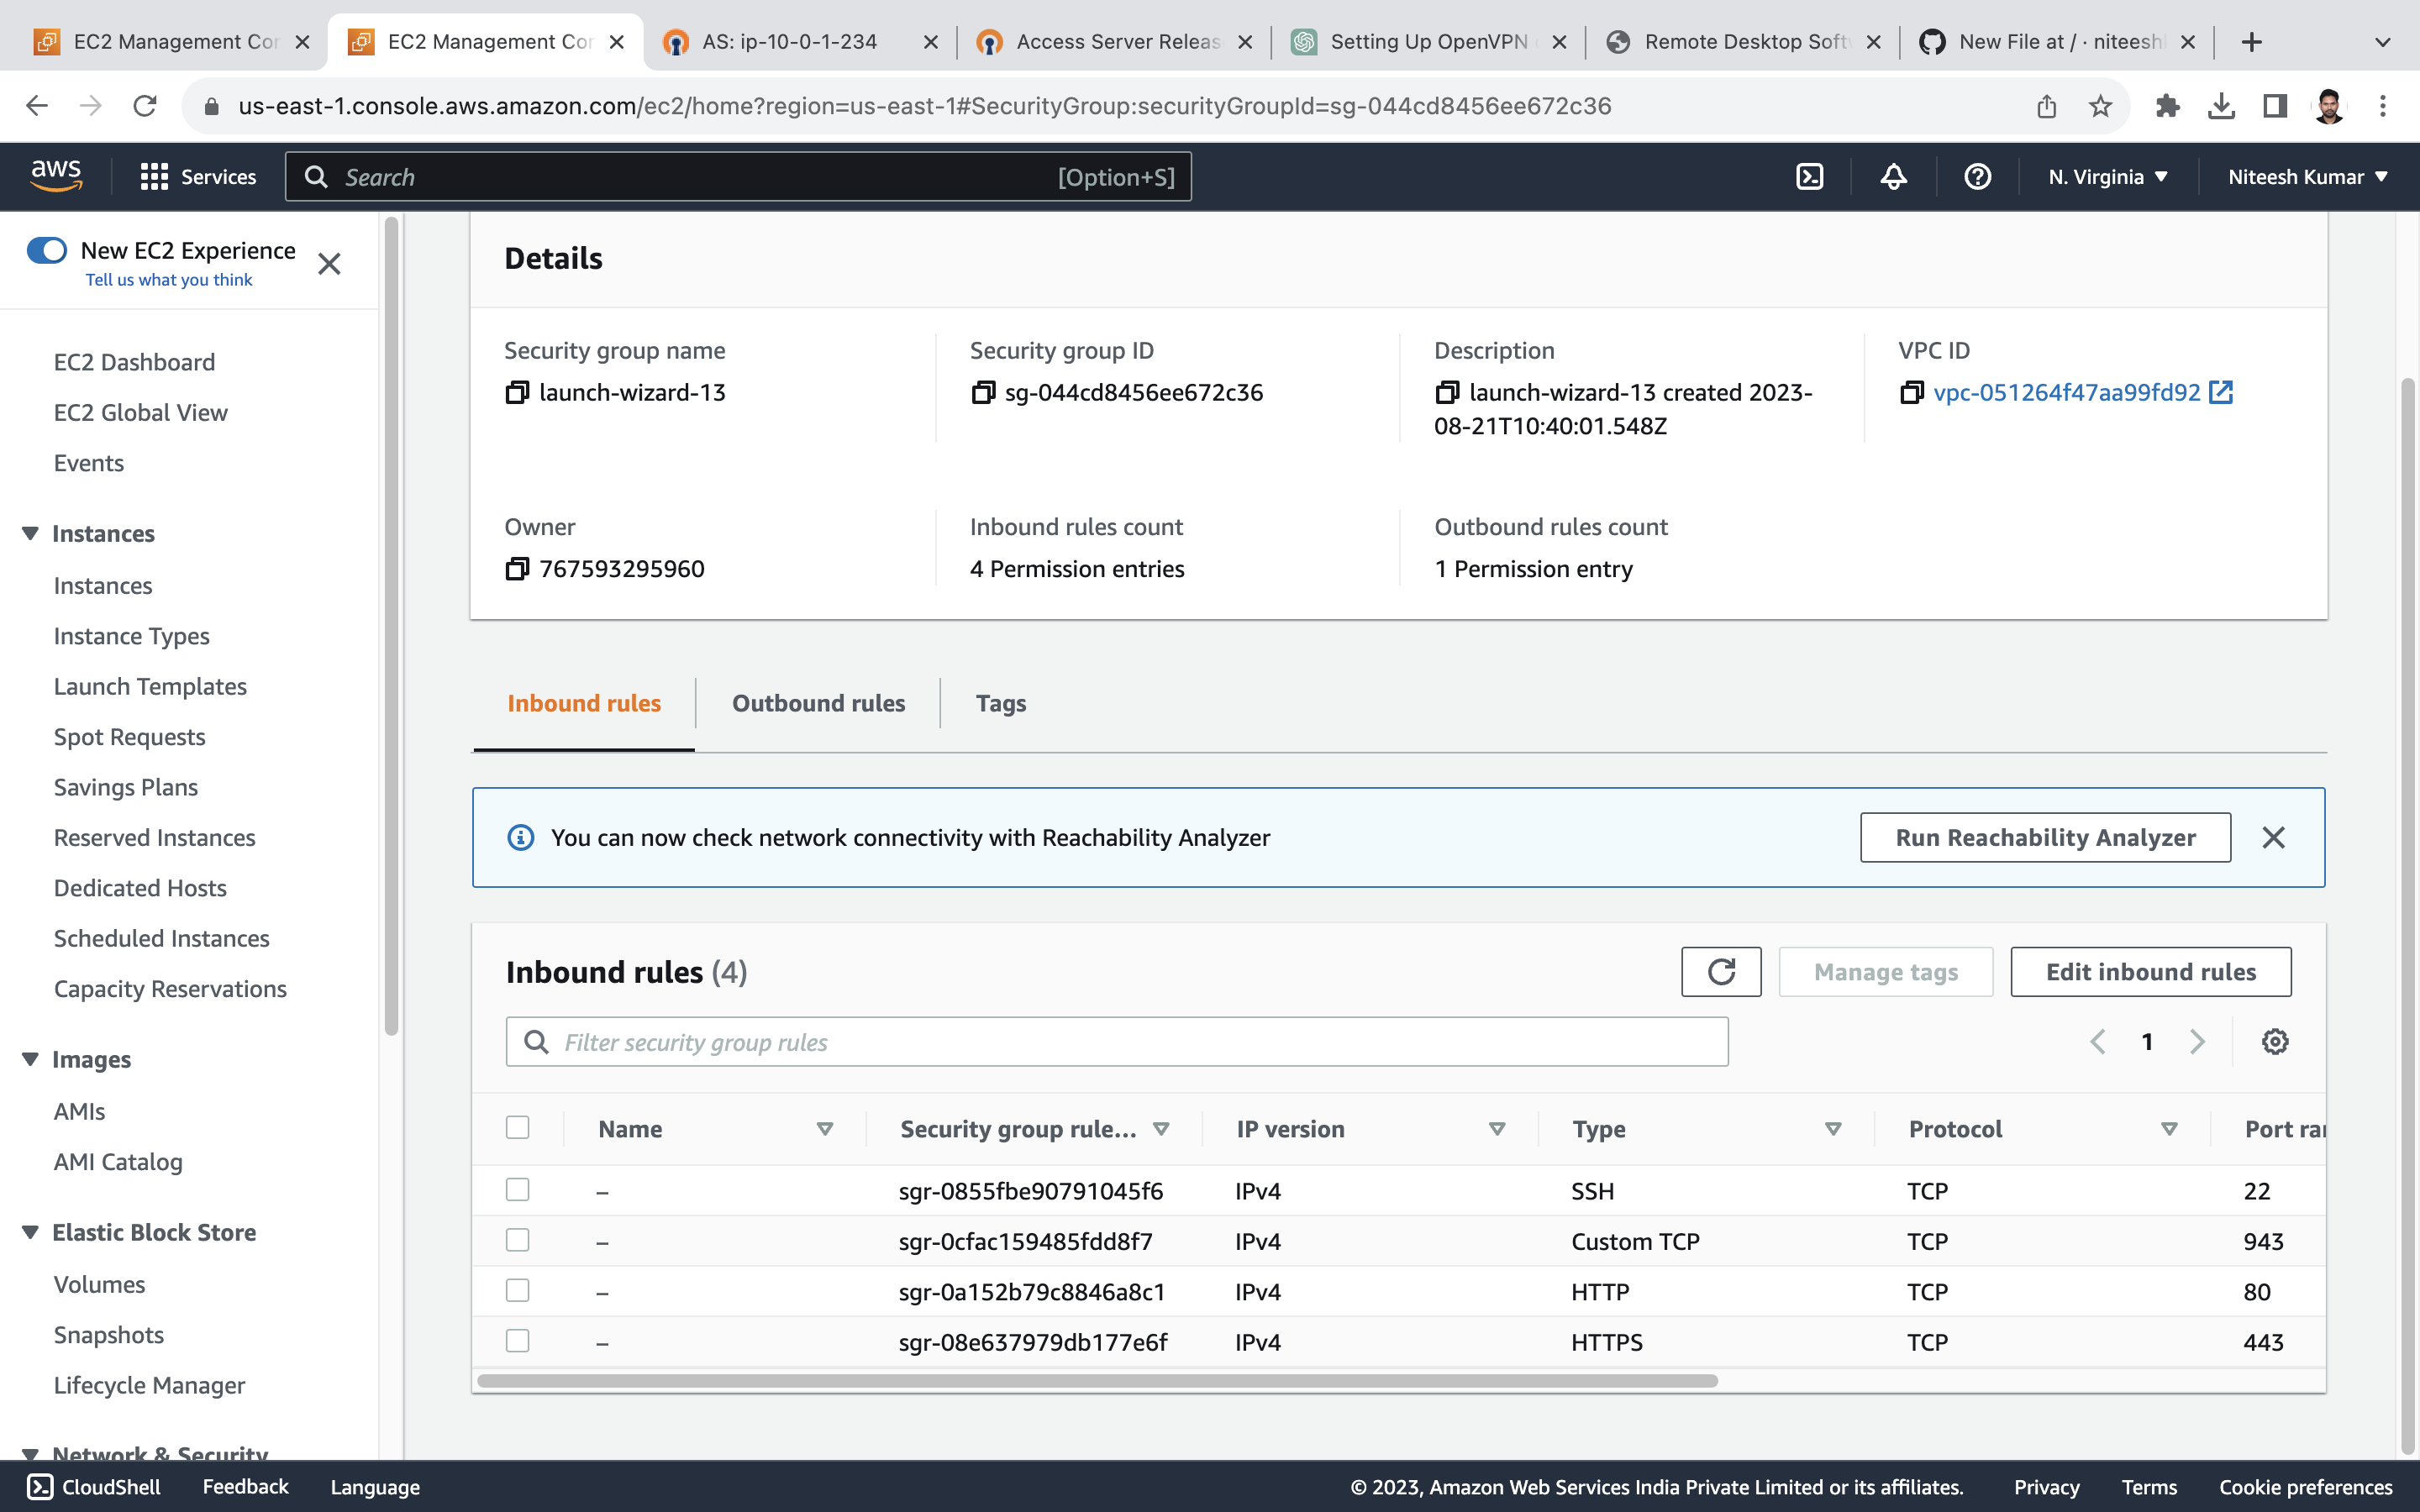 EC2 Management Con
EC2 Management Con
AS: ip-10-0-1-234
Access Server Releas
Setting Up OpenVPN
Remote Desktop Soft
New File at / · niteesh
us-east-1.console.aws.amazon.com/ec2/home?region=us-east-1#SecurityGroup:securityGroupId=sg-044cd8456ee672c36
aws
Services
Search
[Option+S]
N. Virginia
Niteesh Kumar
New EC2 Experience
Tell us what you think
EC2 Dashboard
EC2 Global View
Events
Instances
Instances
Instance Types
Launch Templates
Spot Requests
Savings Plans
Reserved Instances
Dedicated Hosts
Scheduled Instances
Capacity Reservations
Images
AMIs
AMI Catalog
Elastic Block Store
Volumes
Snapshots
Lifecycle Manager
Network & Security
Details
Security group name
launch-wizard-13
Security group ID
sg-044cd8456ee672c36
Description
launch-wizard-13 created 2023-
08-21T10:40:01.548Z
VPC ID
vpc-051264f47aa99fd92
Owner
767593295960
Inbound rules count
4 Permission entries
Outbound rules count
1 Permission entry
Inbound rules
Outbound rules
Tags
You can now check network connectivity with Reachability Analyzer
Run Reachability Analyzer
Inbound rules (4)
Manage tags
Edit inbound rules
Filter security group rules
1
Name Security group rule... IP version Type Protocol Port ran
– sgr-0855fbe90791045f6 IPv4 SSH TCP 22
– sgr-0cfac159485fdd8f7 IPv4 Custom TCP TCP 943
– sgr-0a152b79c8846a8c1 IPv4 HTTP TCP 80
– sgr-08e637979db177e6f IPv4 HTTPS TCP 443
CloudShell
Feedback
Language
© 2023, Amazon Web Services India Private Limited or its affiliates.
Privacy
Terms
Cookie preferences